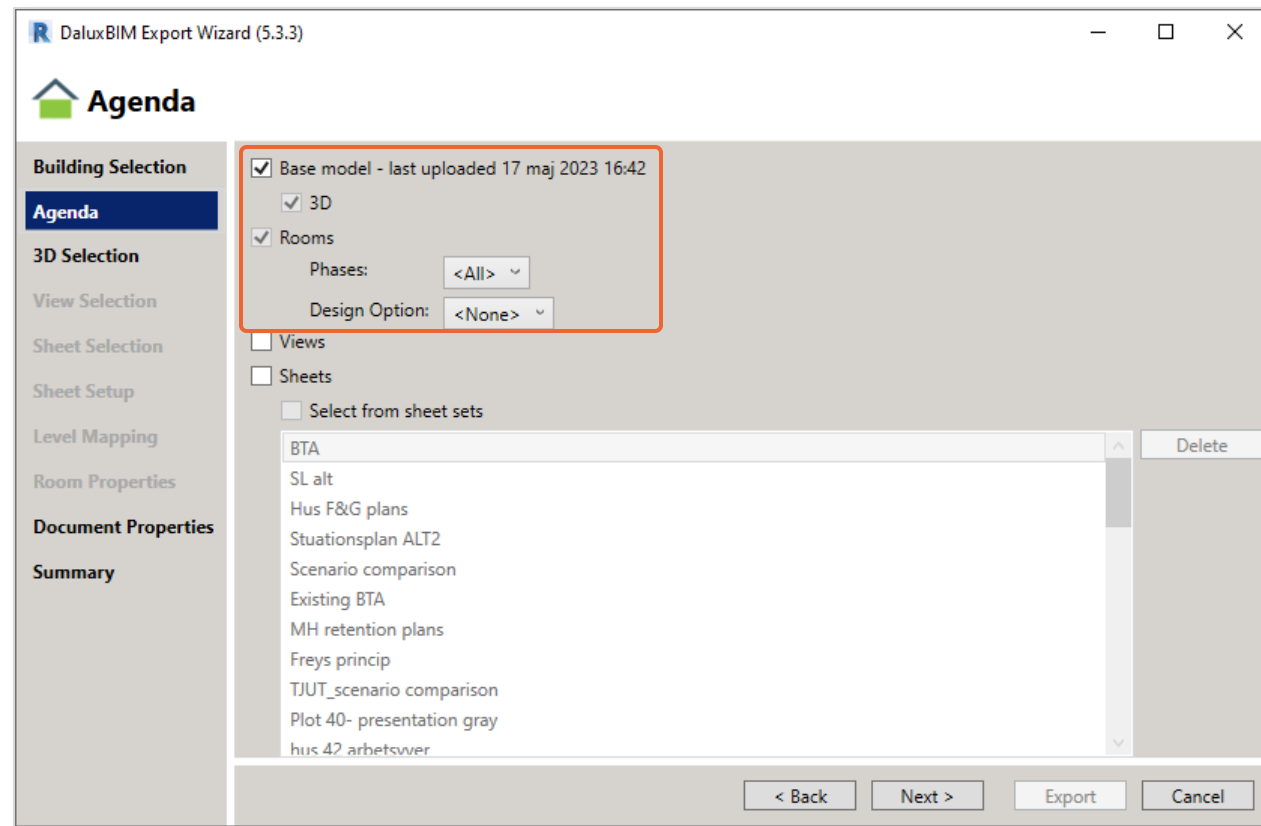 DaluxBIM Export Wizard (5.3.3)
Agenda
Building Selection
Agenda
3D Selection
View Selection
Sheet Selection
Sheet Setup
Level Mapping
Room Properties
Document Properties
Summary
Base model - last uploaded 17 maj 2023 16:42
3D
Rooms
Phases: <All>
Design Option: <None>
Views
Sheets
Select from sheet sets
BTA
SL alt
Hus F&G plans
Stuationsplan ALT2
Scenario comparison
Existing BTA
MH retention plans
Freys princip
TJUT_scenario comparison
Plot 40- presentation gray
hus 42 arbetsvyer
Delete
< Back Next > Export Cancel